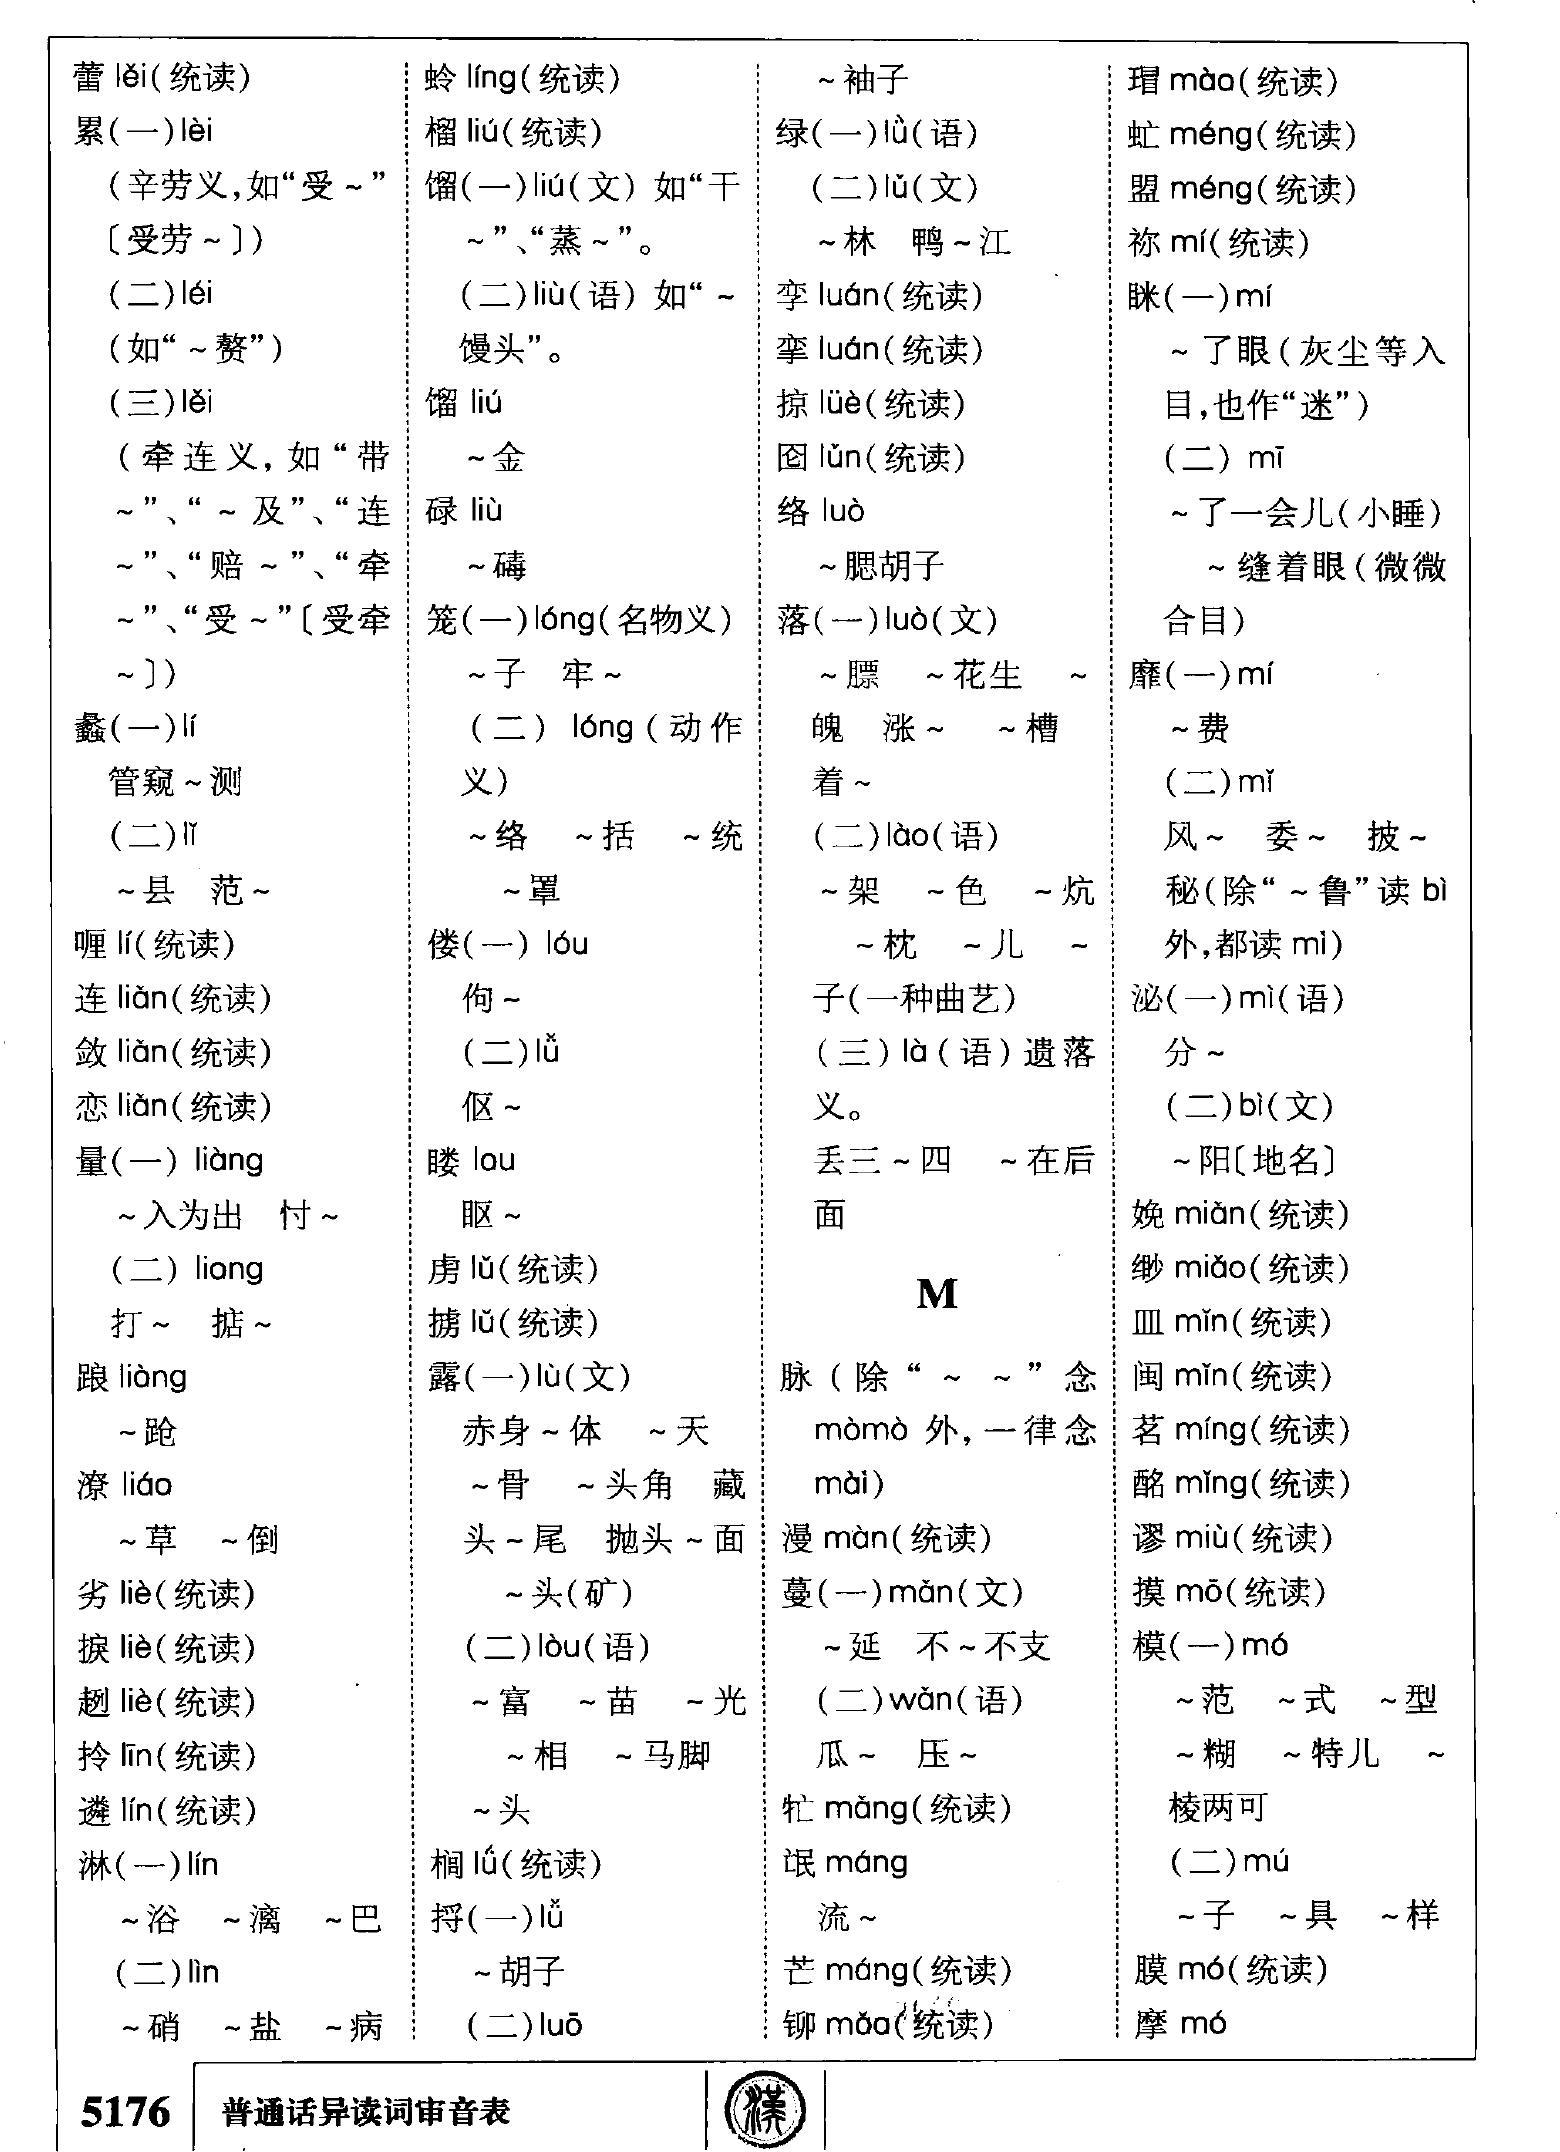 蕾 lěi(统读)
累(一)lèi
(辛劳义,如“受～”
〔受劳～〕)
(二)léi
(如“～赘”)
(三)lěi
(牵连义,如“带
～”、“～及”、“连
～”、“赔～”、“牵
～”、“受～”〔受牵
～〕)
蠡(一)lí
管窥～测
(二)lǐ
～县 范～
喱 lí(统读)
连 liǎn(统读)
敛 liǎn(统读)
恋 liǎn(统读)
量(一) liàng
～入为出 忖～
(二) liang
打～ 掂～
踉 liàng
～跄
潦 liáo
～草 ～倒
劣 liè(统读)
捩 liè(统读)
趔 liè(统读)
拎 līn(统读)
遴 lín(统读)
淋(一)lín
～浴 ～漓 ～巴
(二)lìn
～硝 ～盐 ～病
蛉 líng(统读)
榴 liú(统读)
馏(一)liú(文) 如“干
～”、“蒸～”。
(二)liù(语) 如“～
馒头”。
馏 liú
～金
碌 liù
～碡
笼(一)lóng(名物义)
～子 牢～
(二) lóng(动作
义)
～络 ～括 ～统
～罩
偻(一) lóu
佝～
(二)lǚ
伛～
瞜 lou
眍～
虏 lǔ(统读)
掳 lǔ(统读)
露(一)lù(文)
赤身～体 ～天
～骨 ～头角 藏
头～尾 抛头～面
～头(矿)
(二)lòu(语)
～富 ～苗 ～光
～相 ～马脚
～头
榈 lǘ(统读)
捋(一)lǚ
～胡子
(二)luō
～袖子
绿(一)lǜ(语)
(二)lǔ(文)
～林 鸭～江
孪 luán(统读)
挛 luán(统读)
掠 lüè(统读)
囵 lǔn(统读)
络 luò
～腮胡子
落(一)luò(文)
～膘 ～花生 ～
魄 涨～ ～槽
着～
(二)lào(语)
～架 ～色 ～炕
～枕 ～儿 ～
子(一种曲艺)
(三)là(语)遗落
义。
丢三～四 ～在后
面
M
脉(除“～～”念
mòmò 外,一律念
mài)
漫 màn(统读)
蔓(一)mǎn(文)
～延 不～不支
(二)wǎn(语)
瓜～ 压～
牤 mǎng(统读)
氓 máng
流～
芒 máng(统读)
铆 mǎo(统读)
瑁 mào(统读)
虻 méng(统读)
盟 méng(统读)
祢 mí(统读)
眯(一)mí
～了眼(灰尘等入
目,也作“迷”)
(二) mī
～了一会儿(小睡)
～缝着眼(微微
合目)
靡(一)mí
～费
(二)mǐ
风～ 委～ 披～
秘(除“～鲁”读 bì
外,都读 mì)
泌(一)mì(语)
分～
(二)bì(文)
～阳〔地名〕
娩 miǎn(统读)
缈 miǎo(统读)
皿 mǐn(统读)
闽 mǐn(统读)
茗 míng(统读)
酩 mǐng(统读)
谬 miù(统读)
摸 mō(统读)
模(一)mó
～范 ～式 ～型
～糊 ～特儿 ～
棱两可
(二)mú
～子 ～具 ～样
膜 mó(统读)
摩 mó
5176
普通话异读词审音表
漢